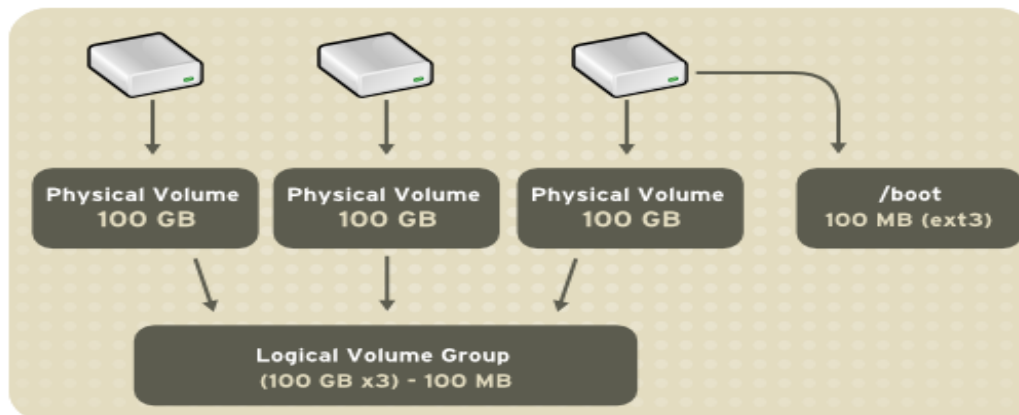 Physical Volume
100 GB
Physical Volume
100 GB
Physical Volume
100 GB
/boot
100 MB (ext3)
Logical Volume Group
(100 GB x3) - 100 MB